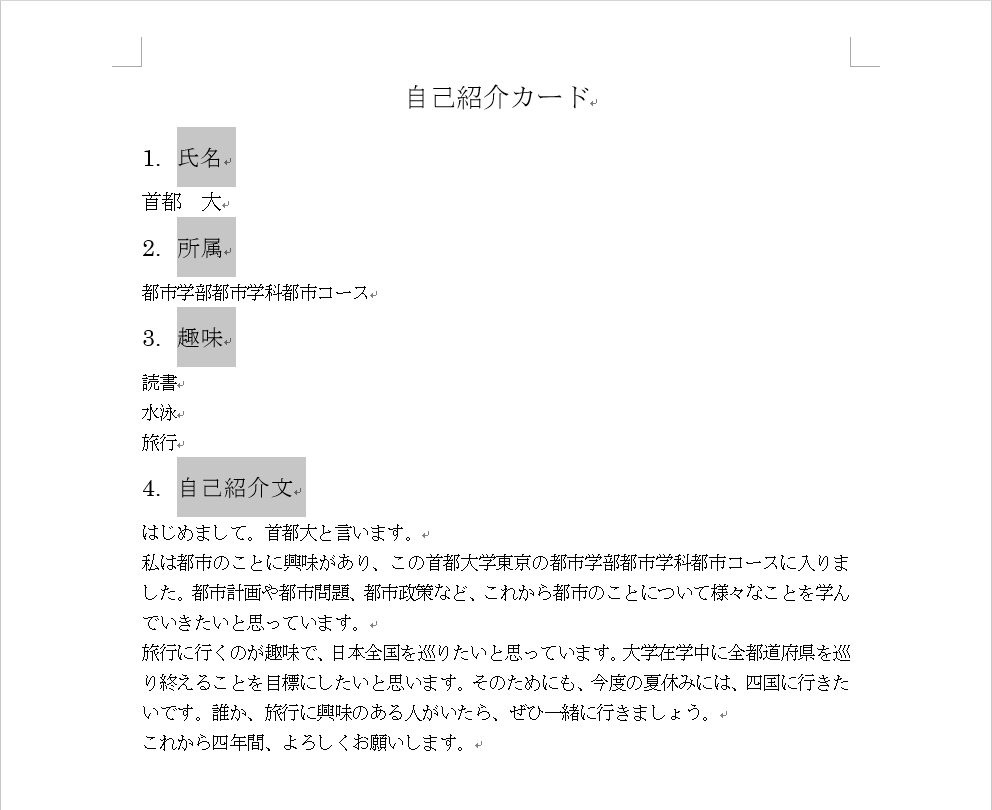 自己紹介カード
1. 氏名
首都　大
2. 所属
都市学部都市学科都市コース
3. 趣味
読書
水泳
旅行
4. 自己紹介文
はじめまして。首都大と言います。
私は都市のことに興味があり、この首都大学東京の都市学部都市学科都市コースに入りま
した。都市計画や都市問題、都市政策など、これから都市のことについて様々なことを学ん
でいきたいと思っています。
旅行に行くのが趣味で、日本全国を巡りたいと思っています。大学在学中に全都道府県を巡
り終えることを目標にしたいと思います。そのためにも、今度の夏休みには、四国に行きた
いです。誰か、旅行に興味のある人がいたら、ぜひ一緒に行きましょう。
これから四年間、よろしくお願いします。